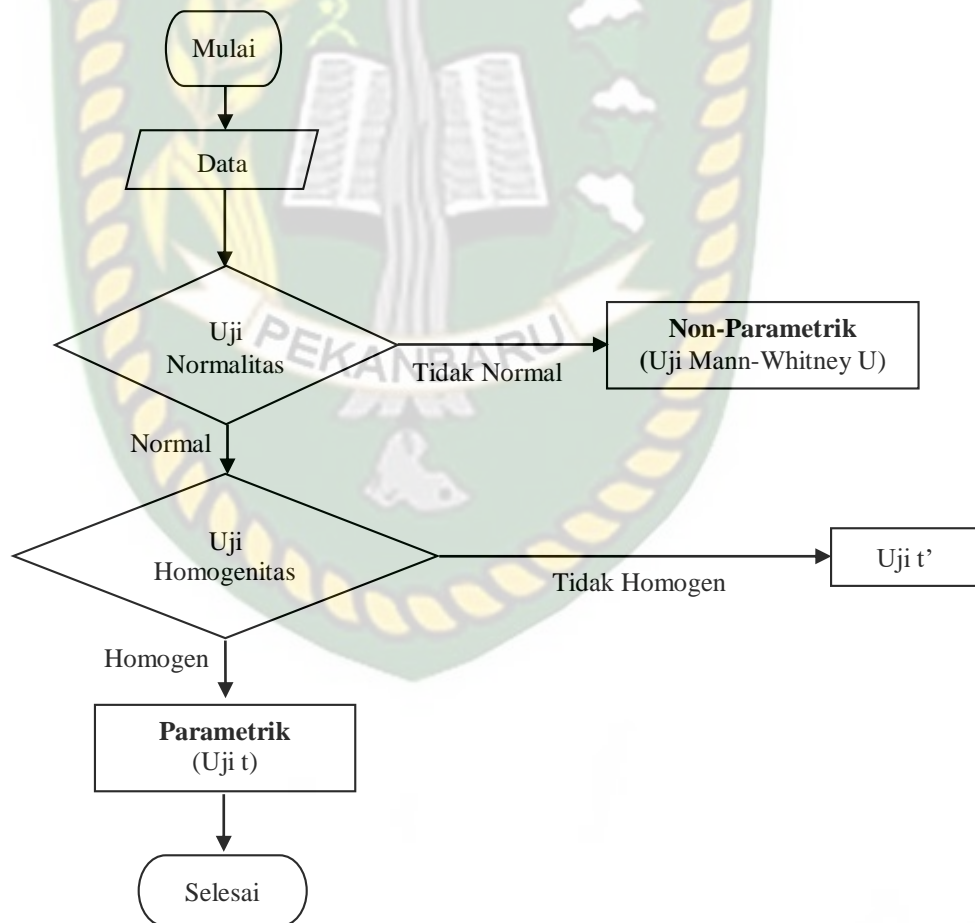 Mulai
Data
Uji
Normalitas
Tidak Normal
Non-Parametrik
(Uji Mann-Whitney U)
PEKANBARU
Normal
Uji
Homogenitas
Tidak Homogen
Uji t’
Homogen
Parametrik
(Uji t)
Selesai